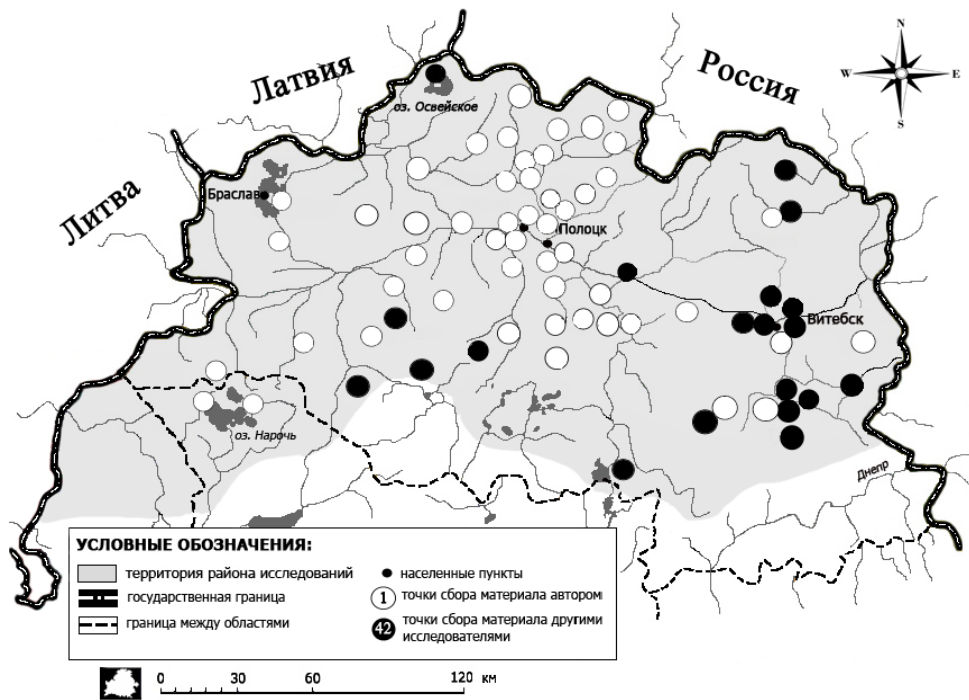 Латвия
Россия
Литва
N
W
E
S
оз. Освейское
Браслав
Полоцк
Витебск
оз. Нарочь
Днепр
УСЛОВНЫЕ ОБОЗНАЧЕНИЯ:
территория района исследований
государственная граница
граница между областями
населенные пункты
1 точки сбора материала автором
42 точки сбора материала другими
исследователями
0 30 60 120 км